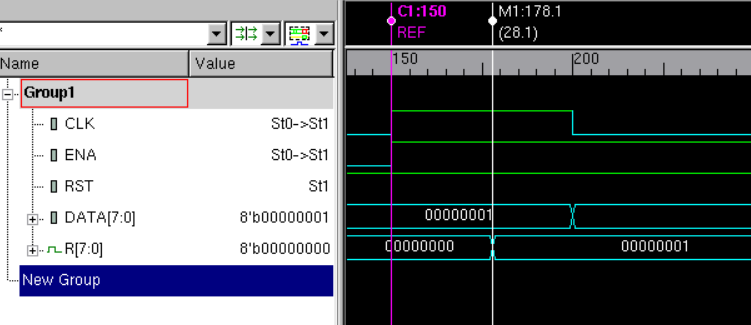 C1:150 M1:178.1
REF (28.1)
Name Value
150 200
Group1
CLK St0->St1
ENA St0->St1
RST St1
DATA[7:0] 8'b00000001 00000001
R[7:0] 8'b00000000 00000000 00000001
New Group